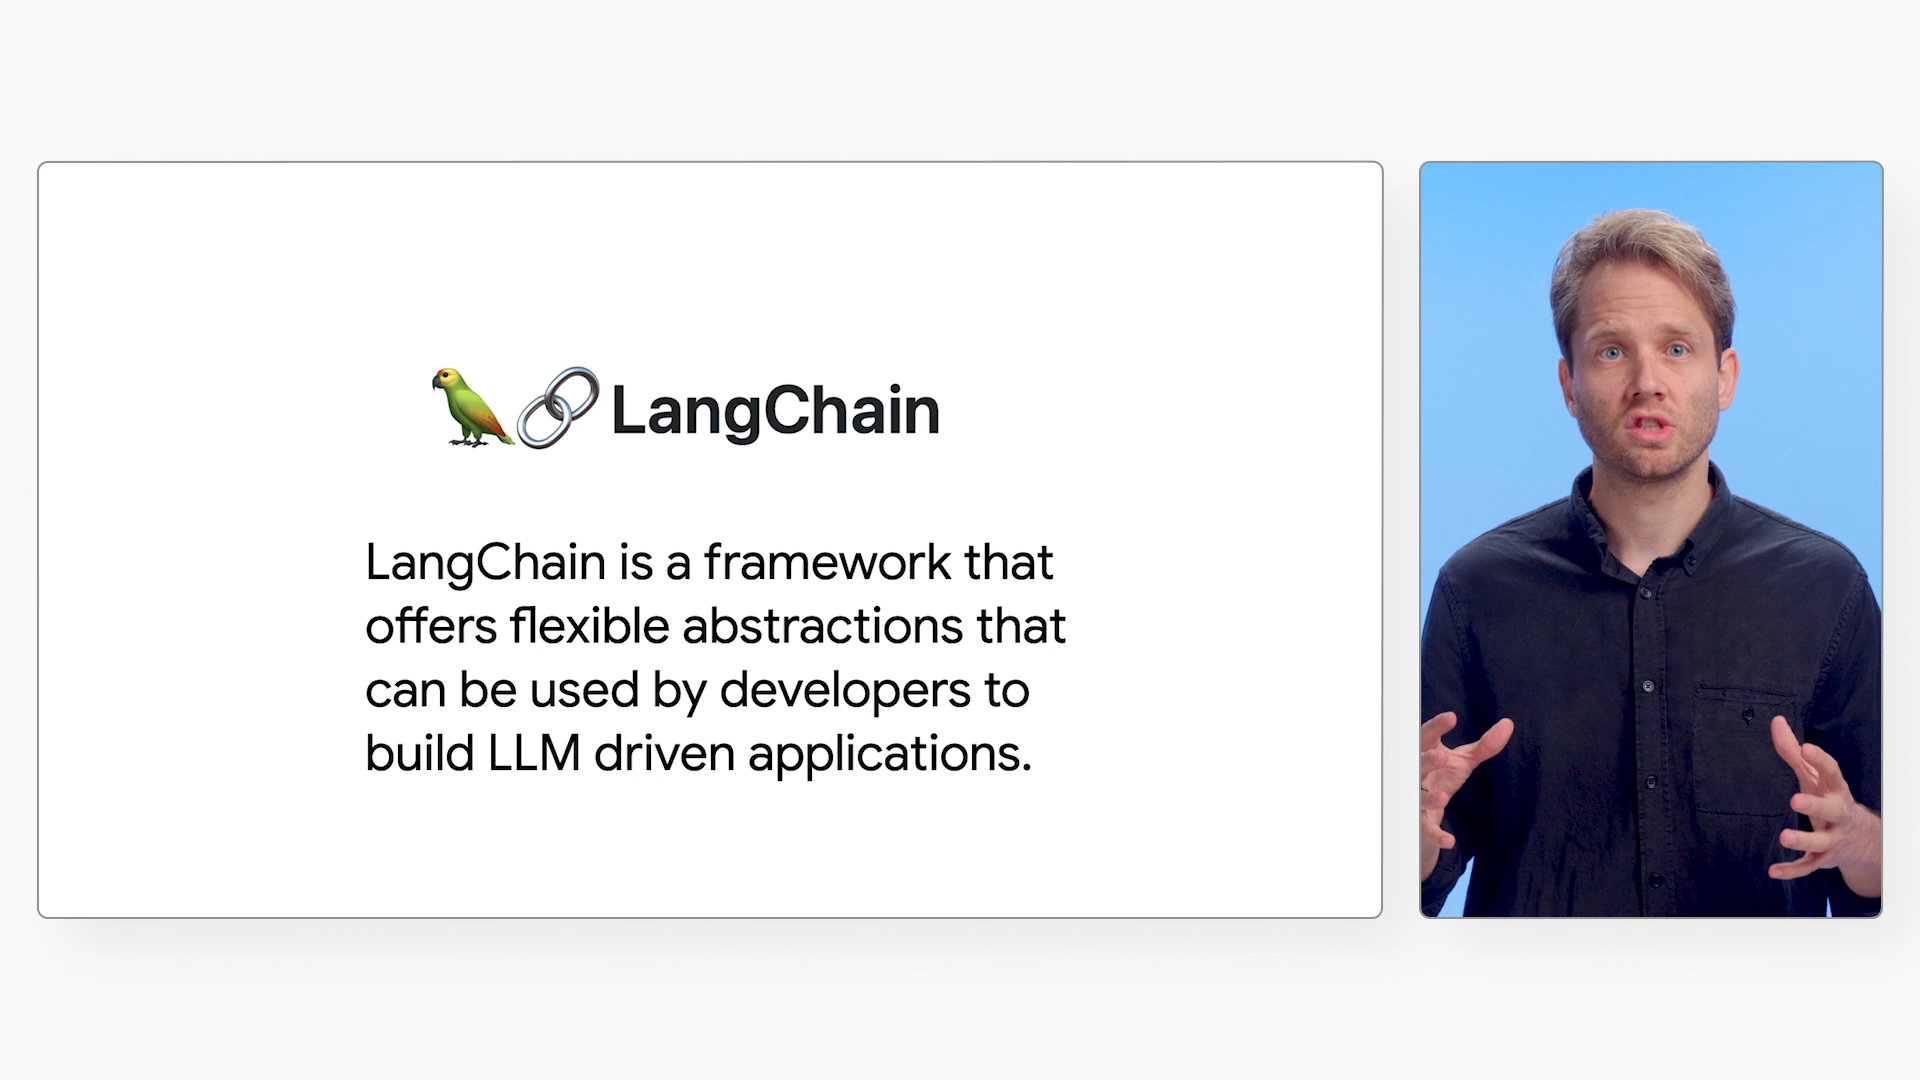 LangChain
LangChain is a framework that
offers flexible abstractions that
can be used by developers to
build LLM driven applications.